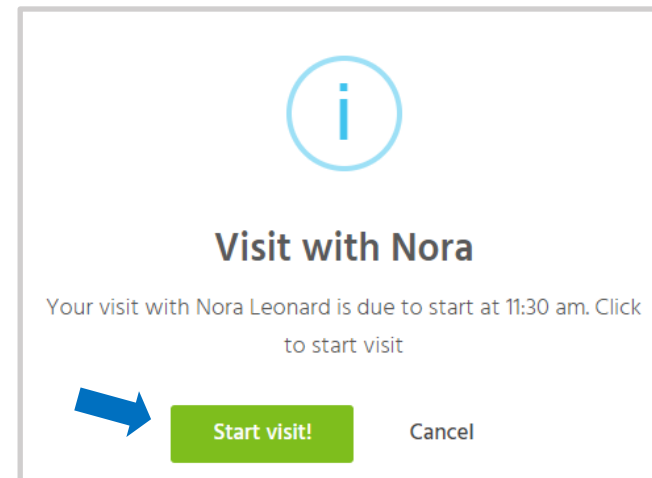 i
Visit with Nora
Your visit with Nora Leonard is due to start at 11:30 am. Click
to start visit
Start visit! Cancel